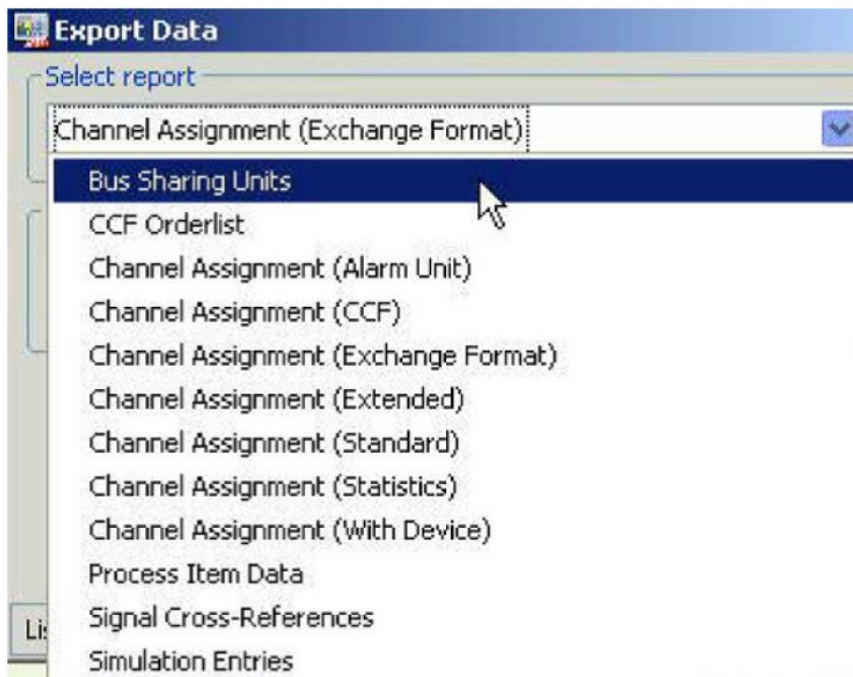 Export Data
Select report
Channel Assignment (Exchange Format)
Bus Sharing Units
CCF Orderlist
Channel Assignment (Alarm Unit)
Channel Assignment (CCF)
Channel Assignment (Exchange Format)
Channel Assignment (Extended)
Channel Assignment (Standard)
Channel Assignment (Statistics)
Channel Assignment (With Device)
Process Item Data
Signal Cross-References
Simulation Entries